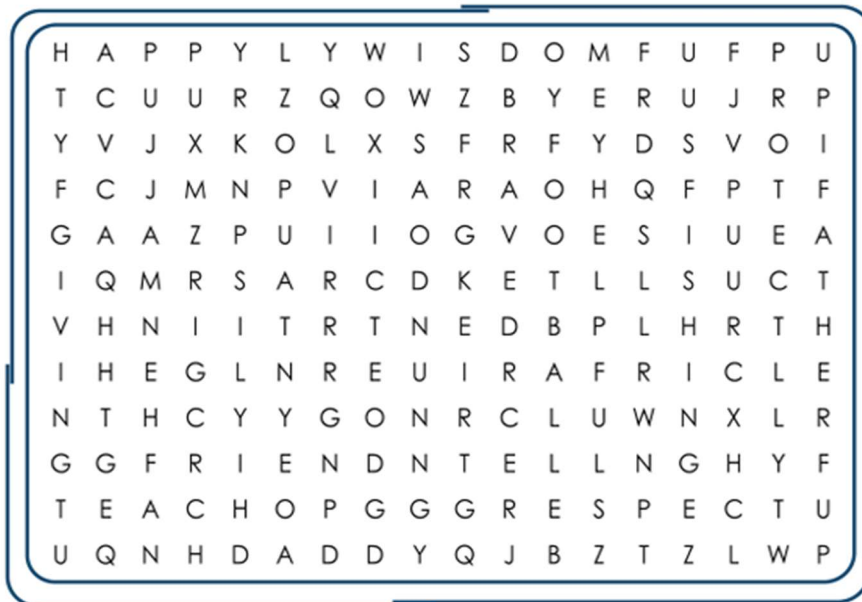 H A P P Y L Y W I S D O M F U F P U
T C U U R Z Q O W Z B Y E R U J R P
Y V J X K O L X S F R F Y D S V O I
F C J M N P V I A R A O H Q F P T F
G A A Z P U I I O G V O E S I U E A
I Q M R S A R C D K E T L L S U C T
V H N I I T R T N E D B P L H R T H
I H E G L N R E U I R A F R I C L E
N T H C Y Y G O N R C L U W N X L R
G G F R I E N D N T E L L N G H Y F
T E A C H O P G G G R E S P E C T U
U Q N H D A D D Y Q J B Z T Z L W P